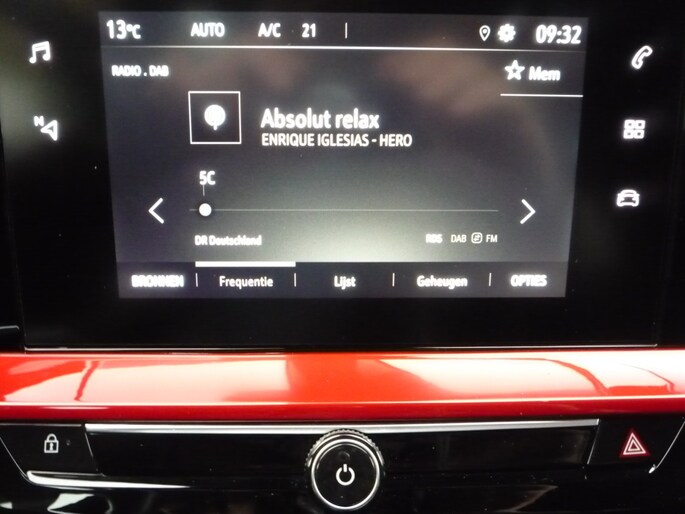 13°C AUTO A/C 21 09:32
RADIO . DAB
Mem
Absolut relax
ENRIQUE IGLESIAS - HERO
5C
DR Deutschland RDS DAB FM
BRONNEN Frequentie Lijst Geheugen OPTIES
N